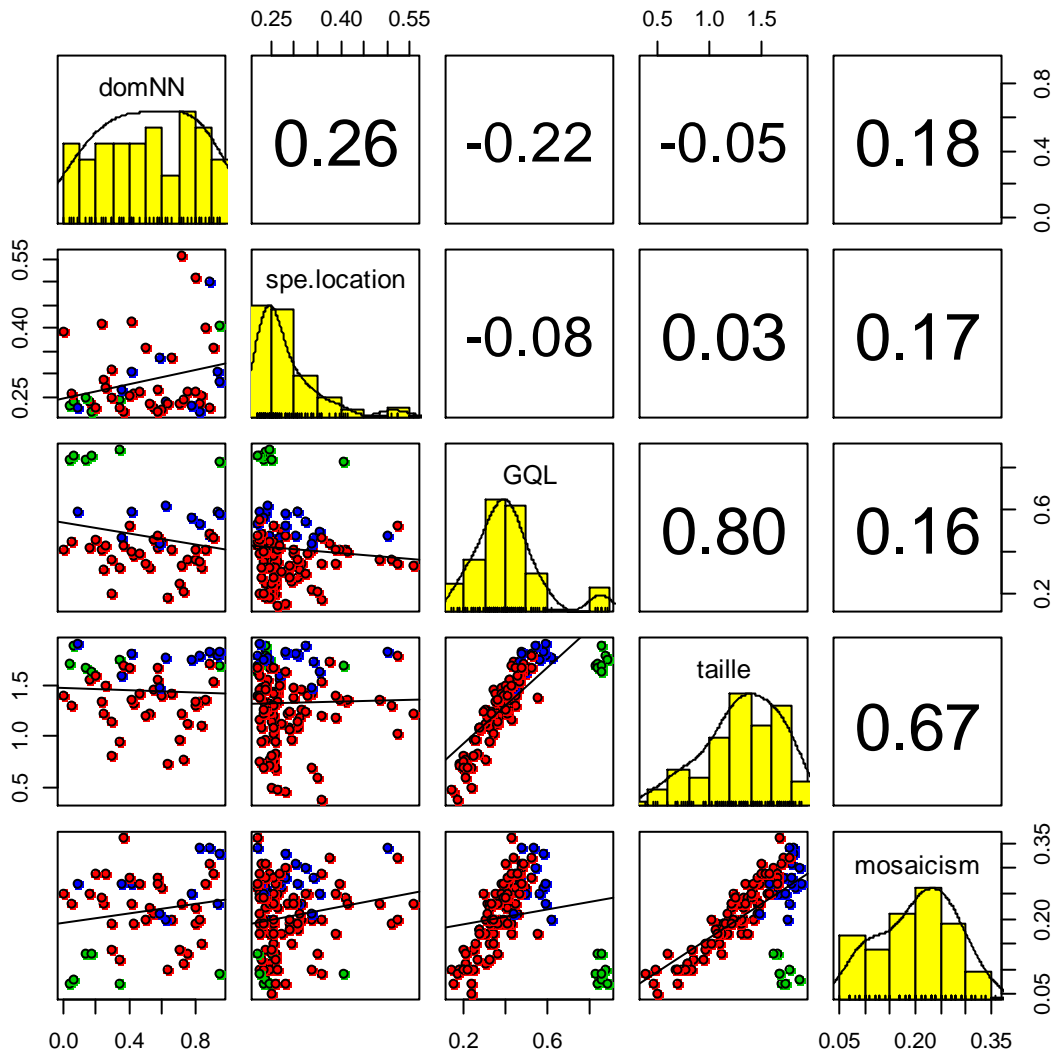 0.25 0.40 0.55 0.5 1.0 1.5
domNN 0.26 -0.22 -0.05 0.18 0.0 0.4 0.8
0.25 0.40 0.55 spe.location -0.08 0.03 0.17
GQL 0.80 0.16 0.2 0.6
0.5 1.0 1.5 taille 0.67
mosaicism 0.05 0.20 0.35
0.0 0.4 0.8 0.2 0.6 0.05 0.20 0.35